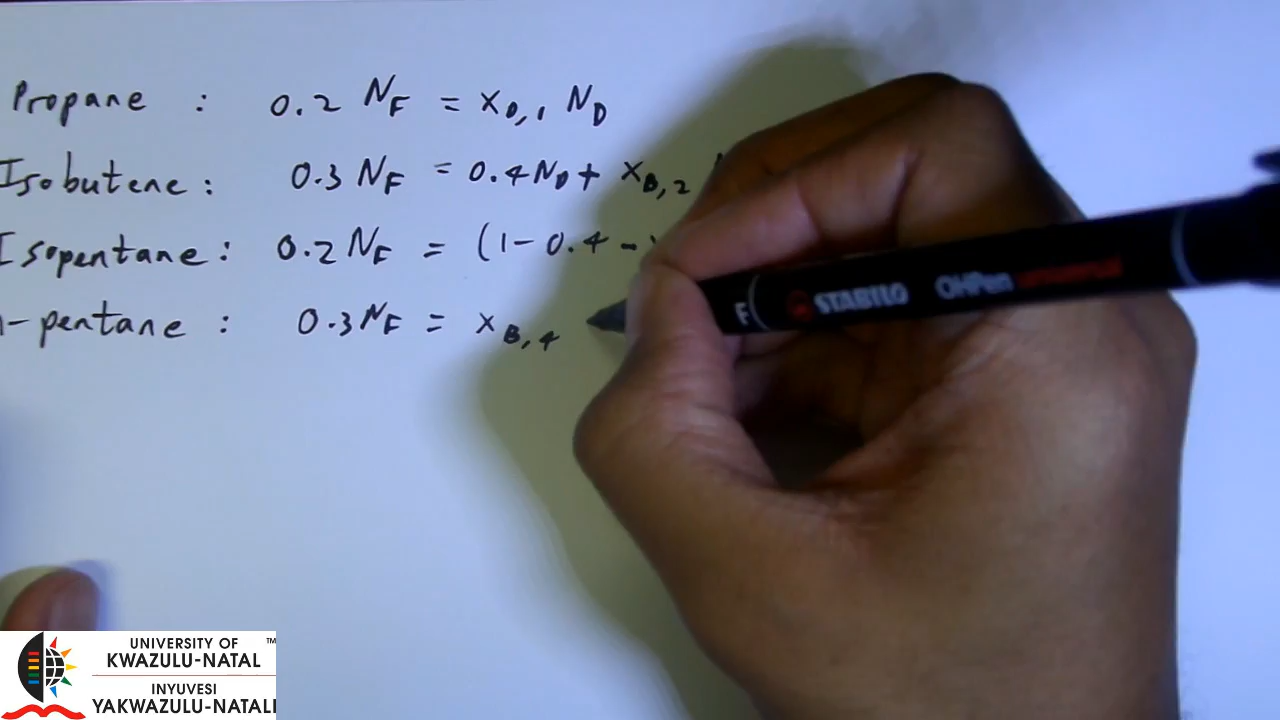 Propane : 0.2 N_F = x_D,1 N_D
Isobutene : 0.3 N_F = 0.4 N_D + x_B,2
Isopentane : 0.2 N_F = (1 - 0.4 -
n-pentane : 0.3 N_F = x_B,4
F STABILO OHPen
UNIVERSITY OF ™
KWAZULU-NATAL
INYUVESI
YAKWAZULU-NATALI